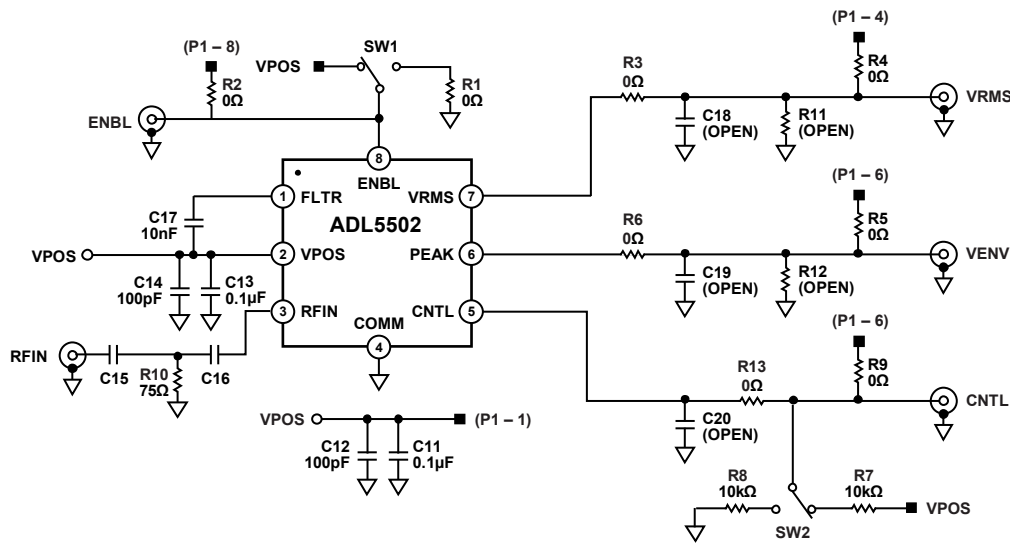 (P1 – 8)
R2
0Ω
ENBL
VPOS
SW1
R1
0Ω
R3
0Ω
C18
(OPEN)
R11
(OPEN)
(P1 – 4)
R4
0Ω
VRMS
8
ENBL
1
FLTR
VRMS
7
ADL5502
C17
10nF
VPOS
2
VPOS
PEAK
6
C14
100pF
C13
0.1µF
3
RFIN
CNTL
5
COMM
4
R6
0Ω
C19
(OPEN)
R12
(OPEN)
(P1 – 6)
R5
0Ω
VENV
RFIN
C15
R10
75Ω
C16
VPOS
(P1 – 1)
C12
100pF
C11
0.1µF
R13
0Ω
C20
(OPEN)
(P1 – 6)
R9
0Ω
CNTL
R8
10kΩ
SW2
R7
10kΩ
VPOS